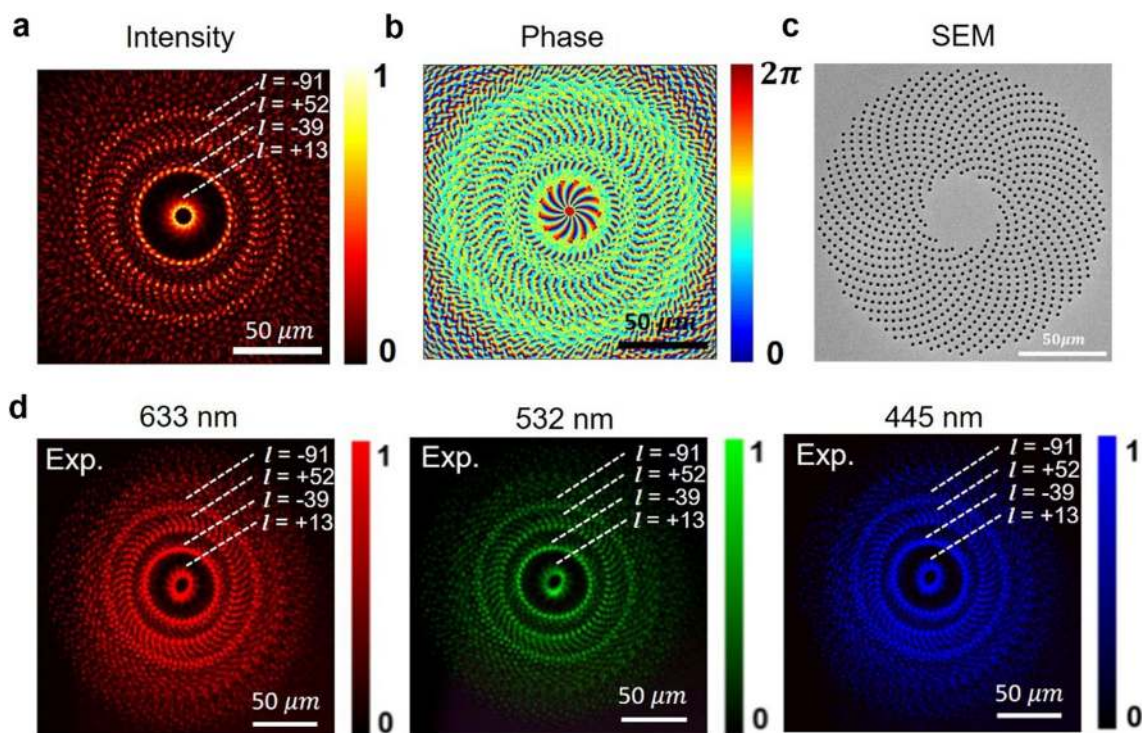 a
Intensity
l = -91
l = +52
l = -39
l = +13
50 μm
1
0
b
Phase
50 μm
2π
0
c
SEM
50μm
d
633 nm
Exp.
l = -91
l = +52
l = -39
l = +13
50 μm
1
0
532 nm
Exp.
l = -91
l = +52
l = -39
l = +13
50 μm
1
0
445 nm
Exp.
l = -91
l = +52
l = -39
l = +13
50 μm
1
0